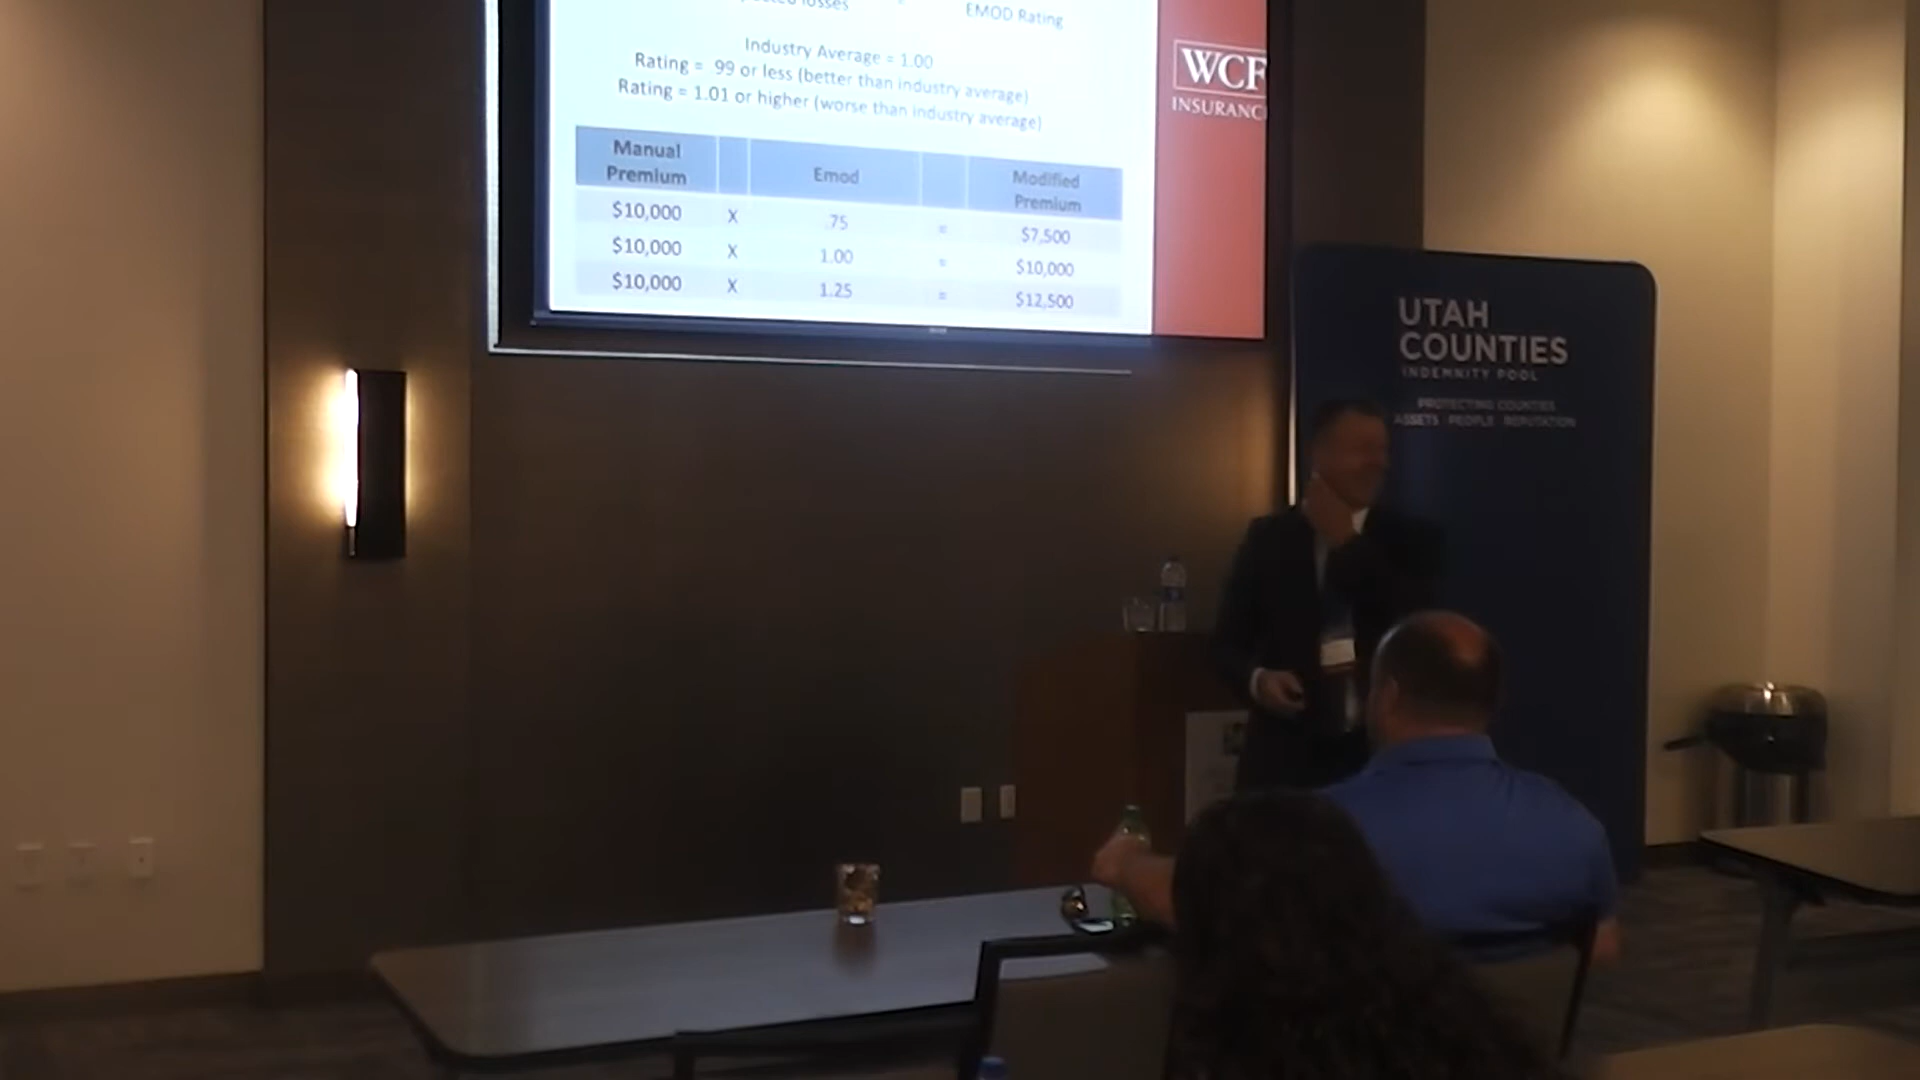 losses
EMOD Rating
Industry Average = 1.00
Rating = 99 or less (better than industry average)
Rating = 1.01 or higher (worse than industry average)
Manual Premium Emod Modified Premium
$10,000 X .75 = $7,500
$10,000 X 1.00 = $10,000
$10,000 X 1.25 = $12,500
WCF
INSURANC
UTAH
COUNTIES
INDEMNITY POOL
PROTECTING COUNTIES
ASSETS PEOPLE REPUTATION